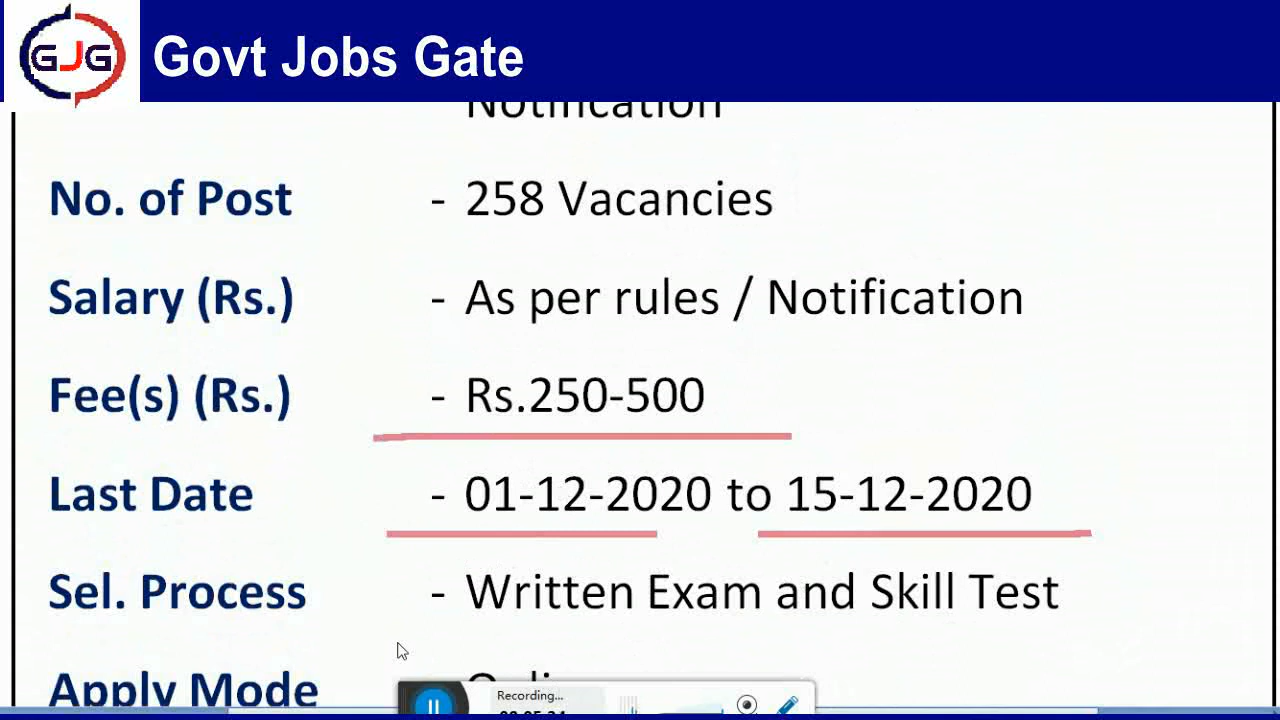 GJG Govt Jobs Gate
Notification
No. of Post - 258 Vacancies
Salary (Rs.) - As per rules / Notification
Fee(s) (Rs.) - Rs.250-500
Last Date - 01-12-2020 to 15-12-2020
Sel. Process - Written Exam and Skill Test
Apply Mode
Recording...